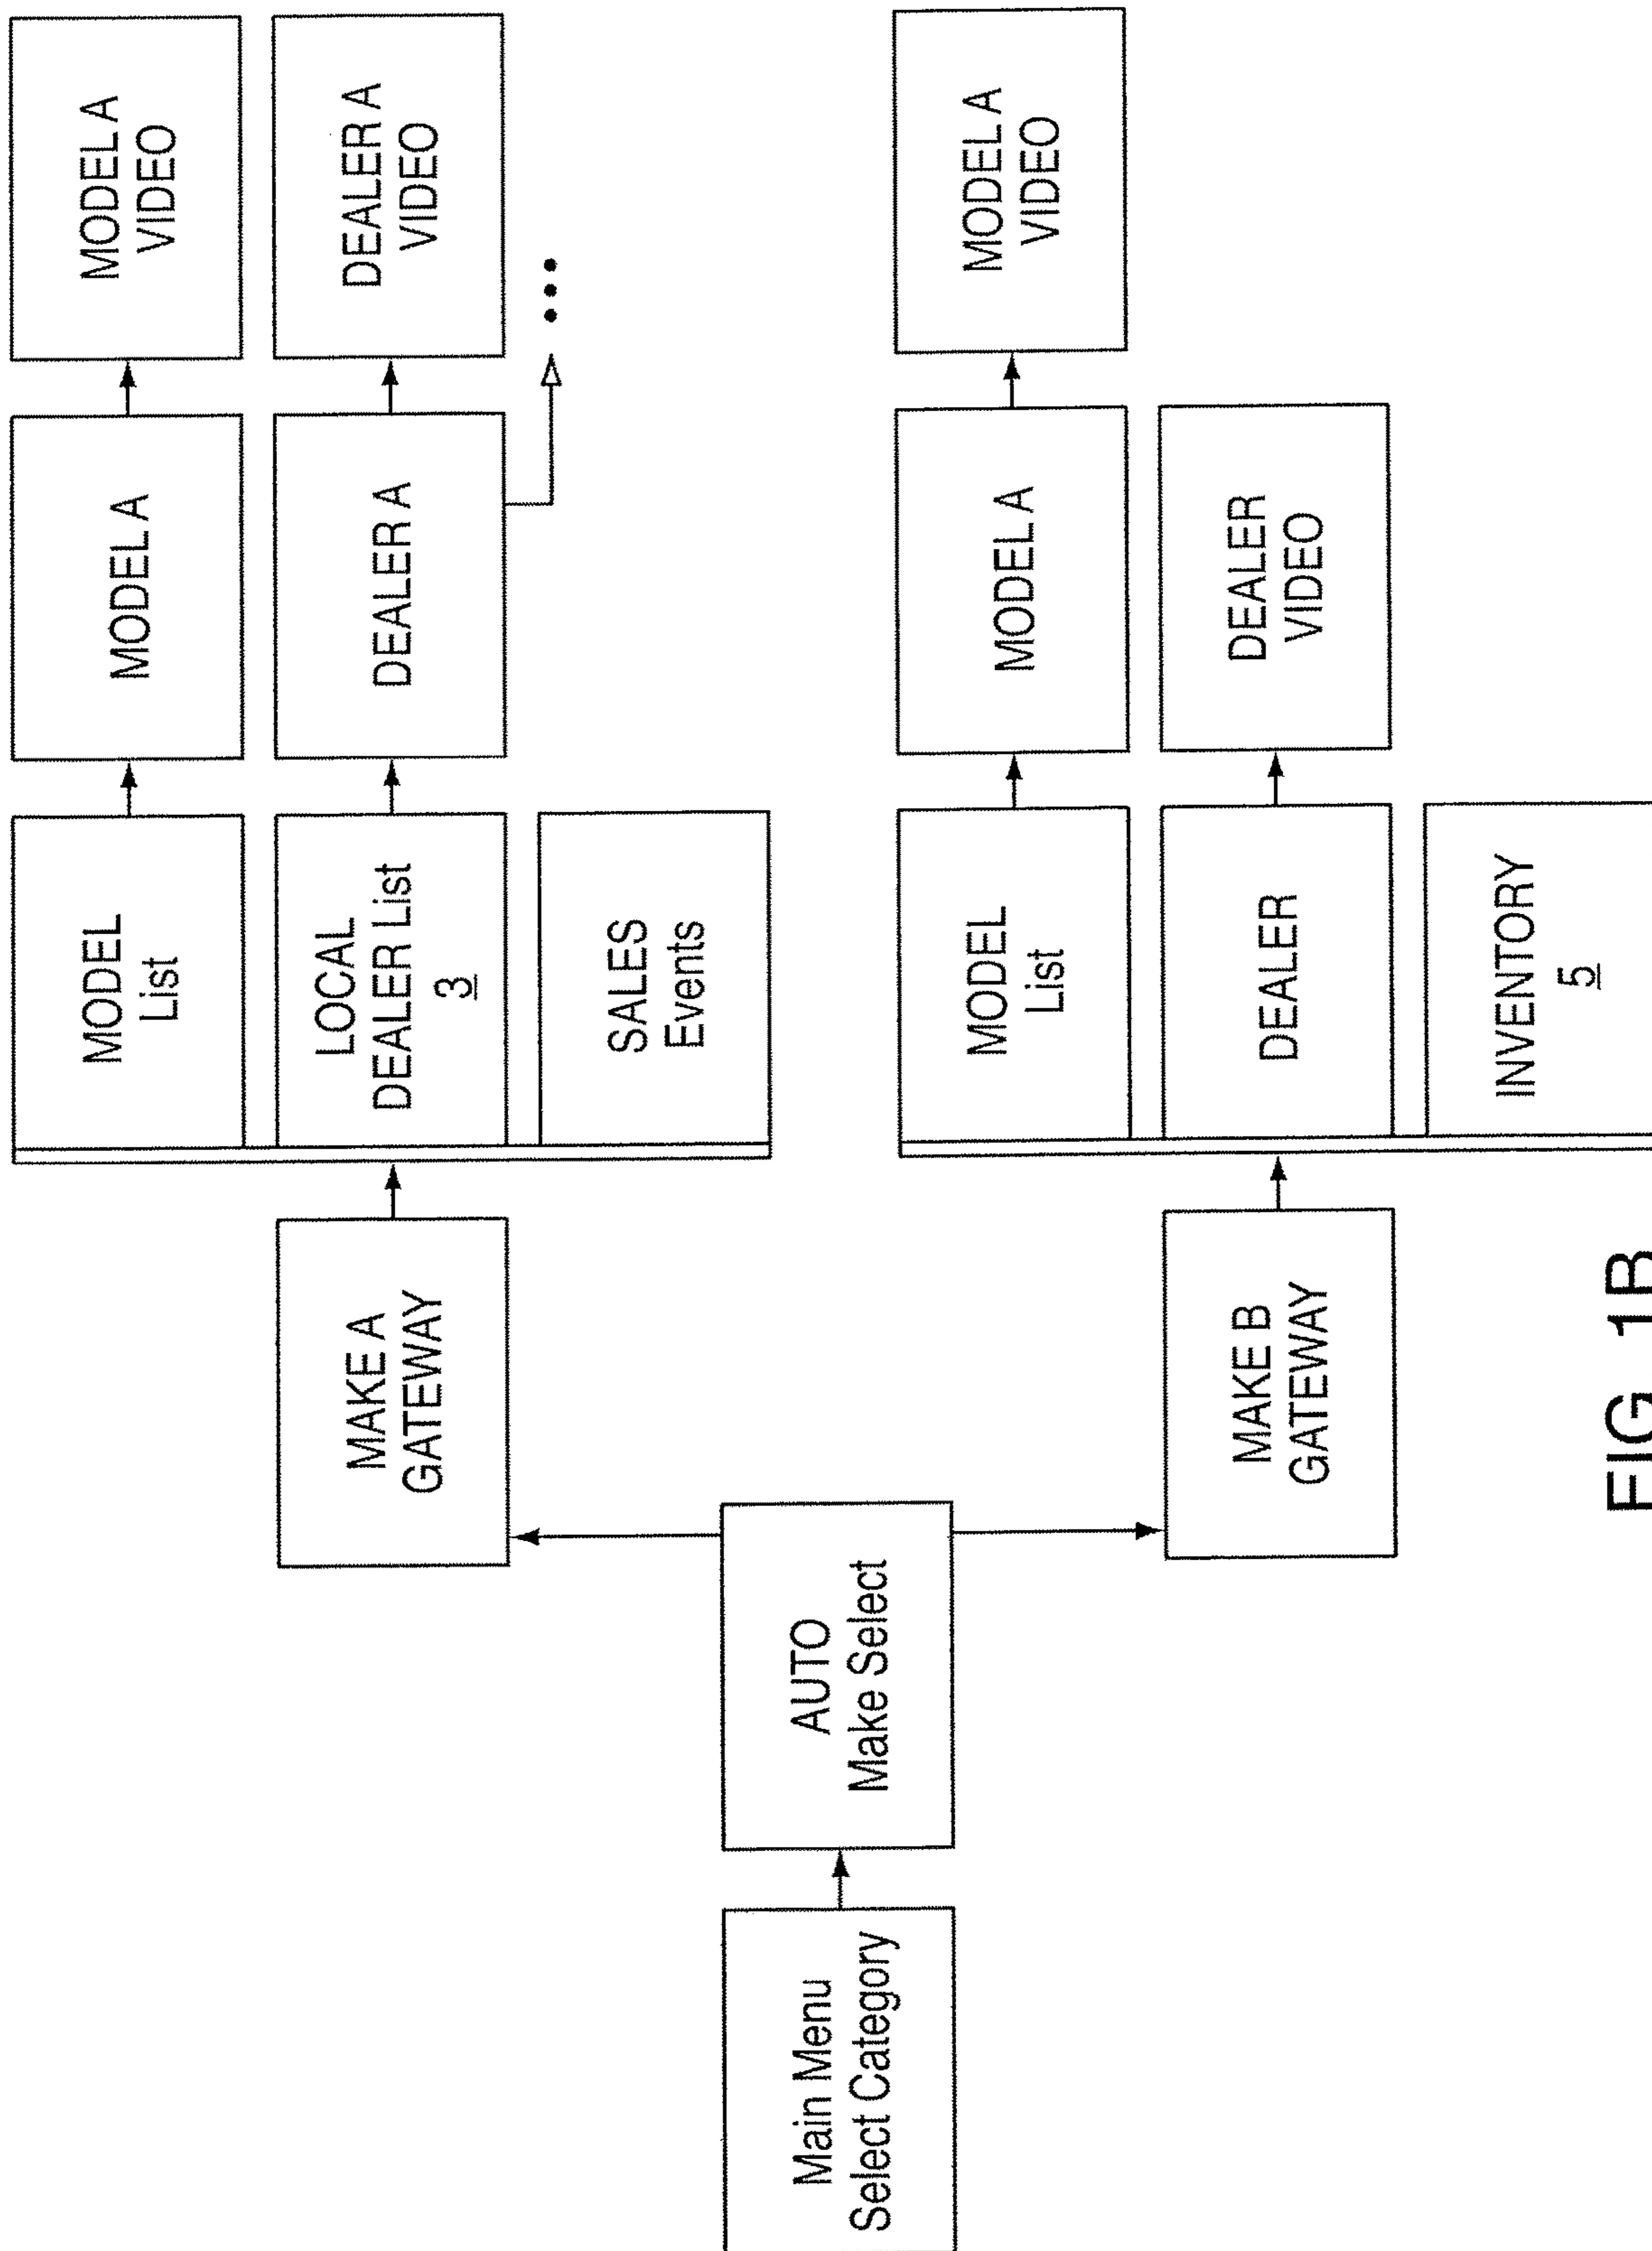 Main Menu
Select Category
AUTO
Make Select
MAKE A
GATEWAY
MODEL
List
MODEL A
MODEL A
VIDEO
LOCAL
DEALER List
3
DEALER A
DEALER A
VIDEO
SALES
Events
MAKE B
GATEWAY
MODEL
List
MODEL A
MODEL A
VIDEO
DEALER
DEALER
VIDEO
INVENTORY
5
FIG. 1B